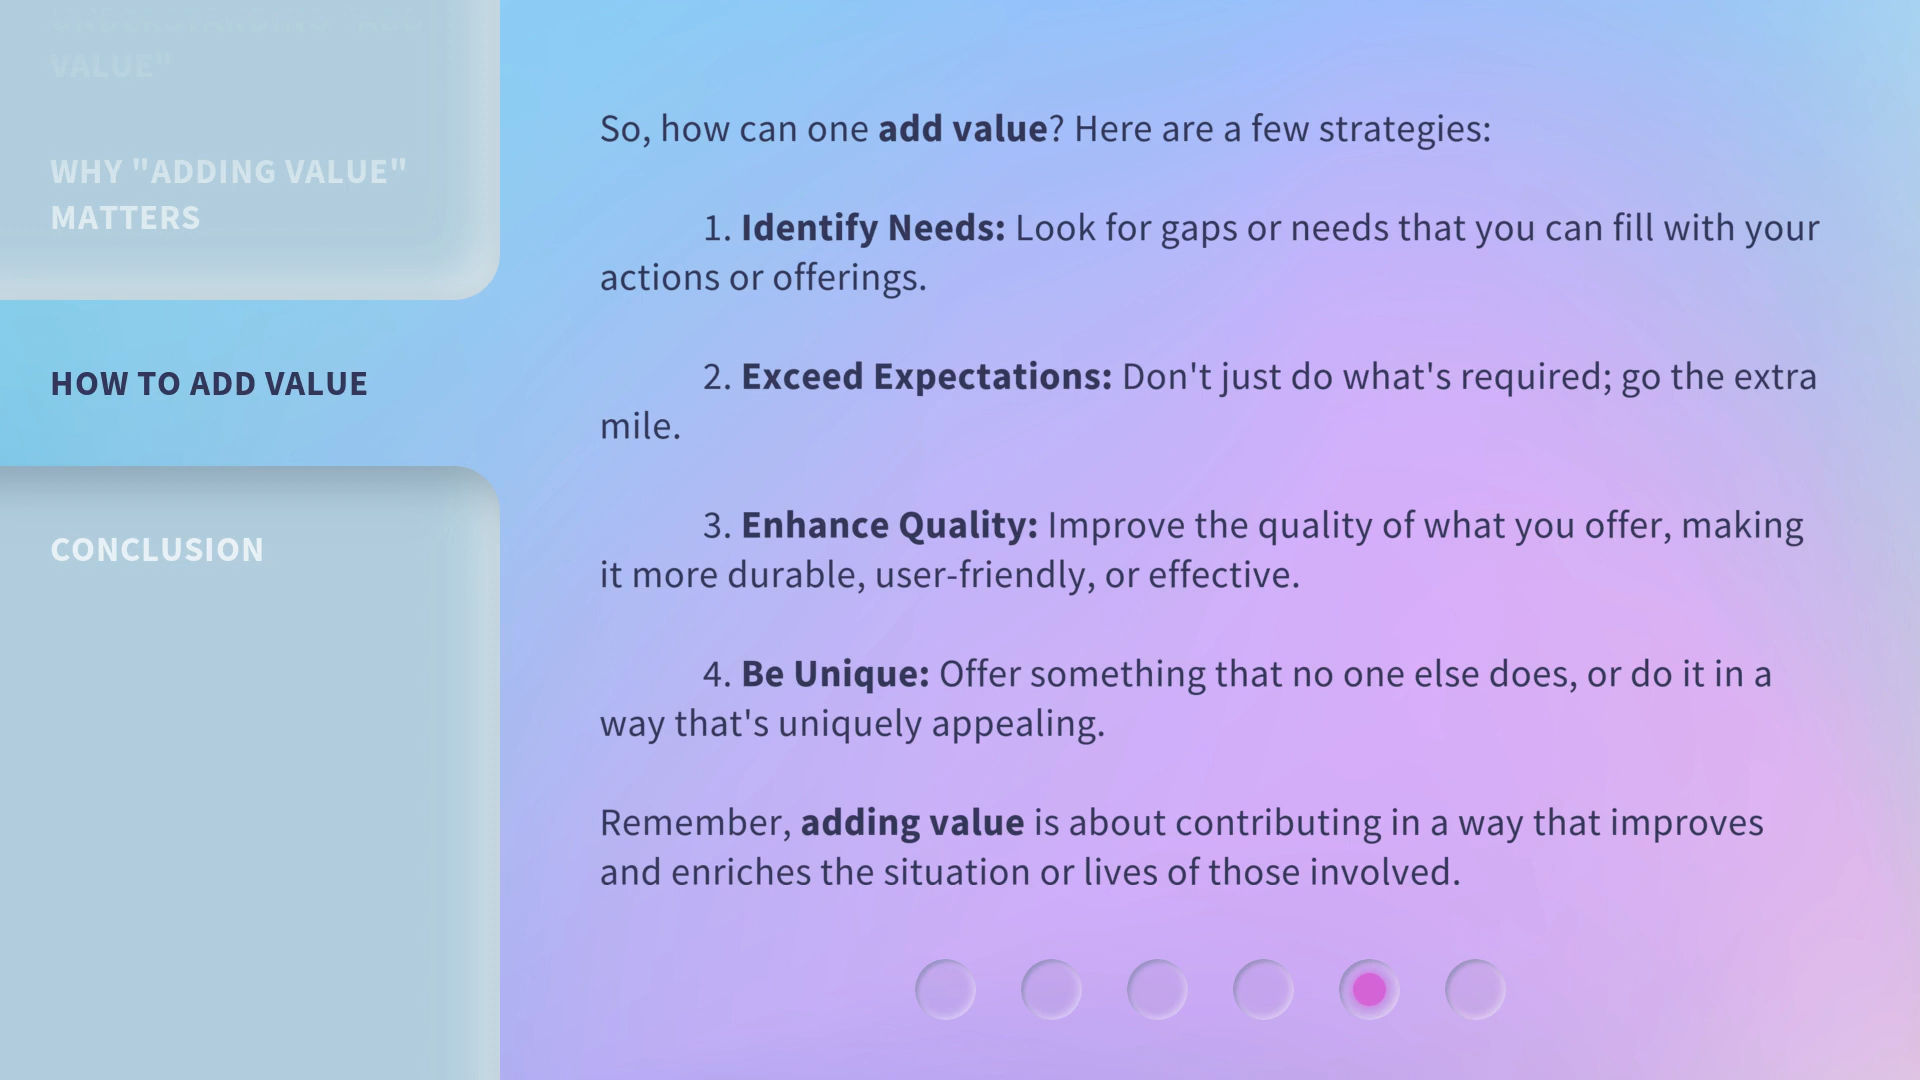 VALUE"
WHY "ADDING VALUE"
MATTERS
HOW TO ADD VALUE
CONCLUSION
So, how can one add value? Here are a few strategies:
1. Identify Needs: Look for gaps or needs that you can fill with your
actions or offerings.
2. Exceed Expectations: Don't just do what's required; go the extra
mile.
3. Enhance Quality: Improve the quality of what you offer, making
it more durable, user-friendly, or effective.
4. Be Unique: Offer something that no one else does, or do it in a
way that's uniquely appealing.
Remember, adding value is about contributing in a way that improves
and enriches the situation or lives of those involved.